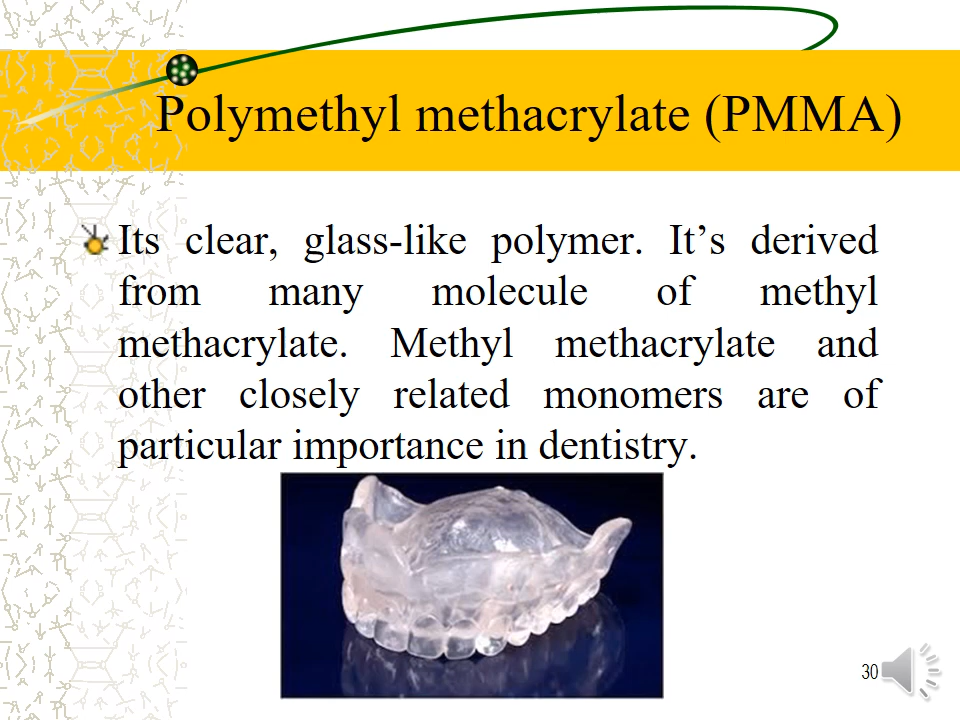 Polymethyl methacrylate (PMMA)
Its clear, glass-like polymer. It’s derived
from many molecule of methyl
methacrylate. Methyl methacrylate and
other closely related monomers are of
particular importance in dentistry.
30